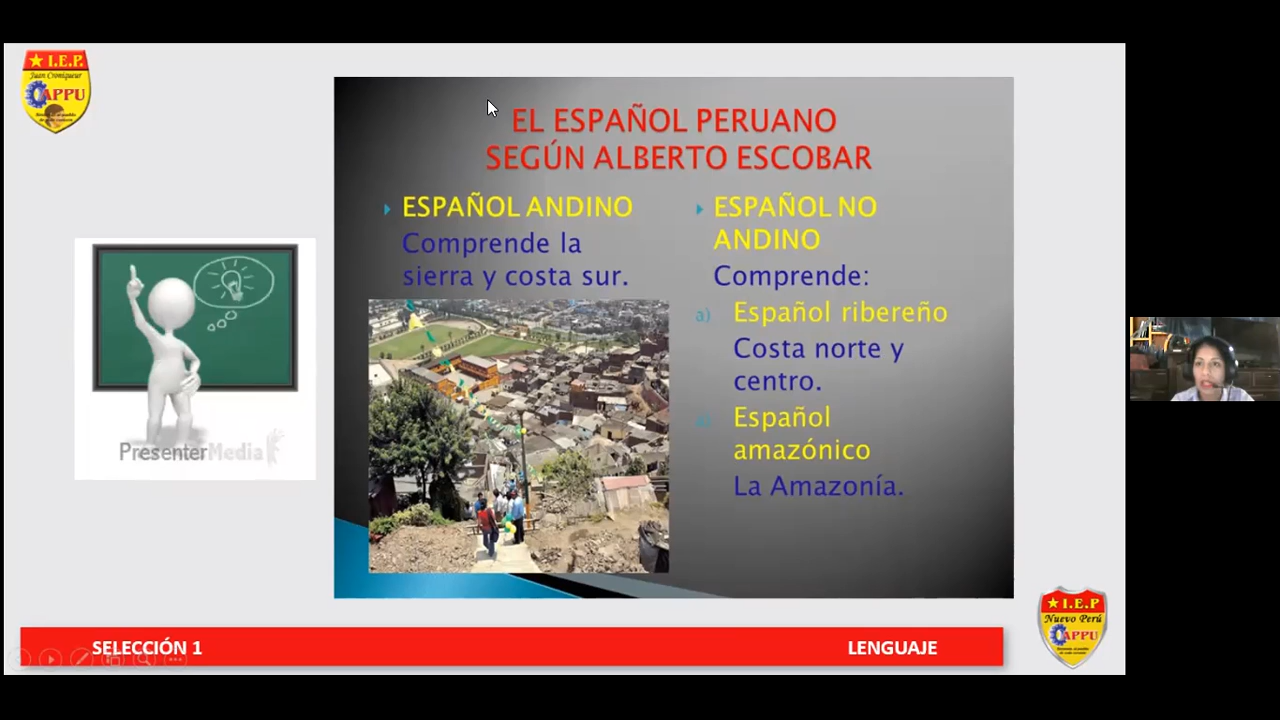 ★ I.E.P.
Juan Croniqueur
CAPPU
EL ESPAÑOL PERUANO
SEGÚN ALBERTO ESCOBAR
ESPAÑOL ANDINO
Comprende la
sierra y costa sur.
ESPAÑOL NO
ANDINO
Comprende:
a) Español ribereño
Costa norte y
centro.
Español
amazónico
La Amazonía.
PresenterMedia
★ I.E.P
Nuevo Perú
CAPPU
SELECCIÓN 1
LENGUAJE